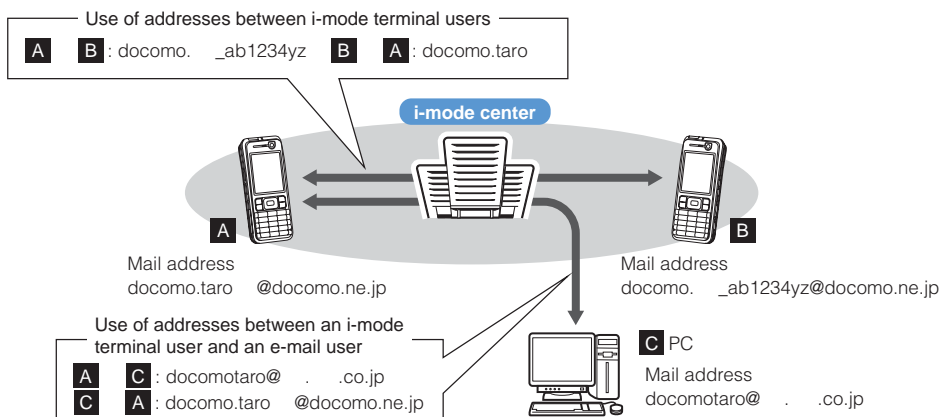 Use of addresses between i-mode terminal users
A B : docomo. _ab1234yz B A : docomo.taro
i-mode center
A
B
Mail address
docomo.taro @docomo.ne.jp
Mail address
docomo. _ab1234yz@docomo.ne.jp
Use of addresses between an i-mode
terminal user and an e-mail user
A C : docomotaro@ . .co.jp
C A : docomo.taro @docomo.ne.jp
C PC
Mail address
docomotaro@ . .co.jp